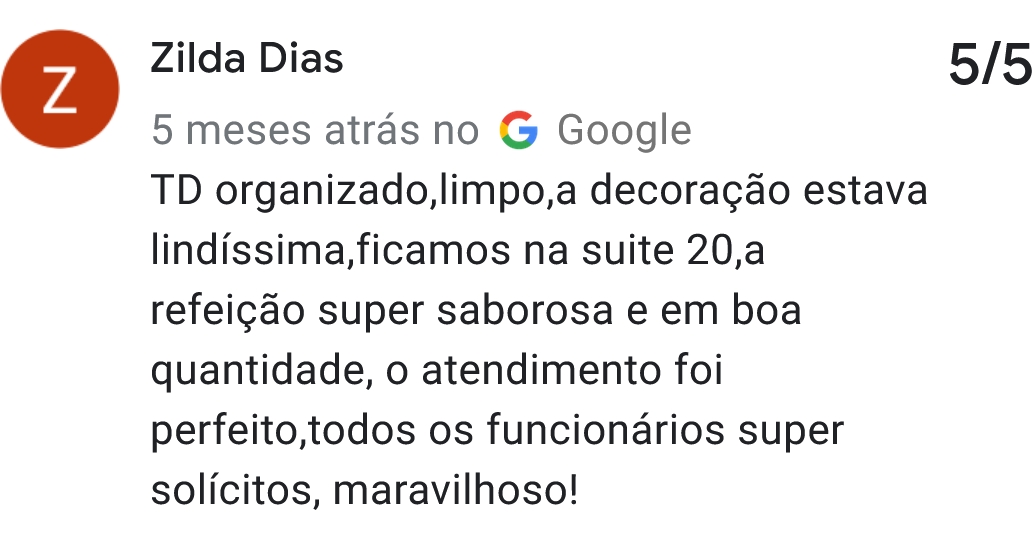 Z
Zilda Dias
5/5
5 meses atrás no Google
TD organizado,limpo,a decoração estava
lindíssima,ficamos na suite 20,a
refeição super saborosa e em boa
quantidade, o atendimento foi
perfeito,todos os funcionários super
solícitos, maravilhoso!